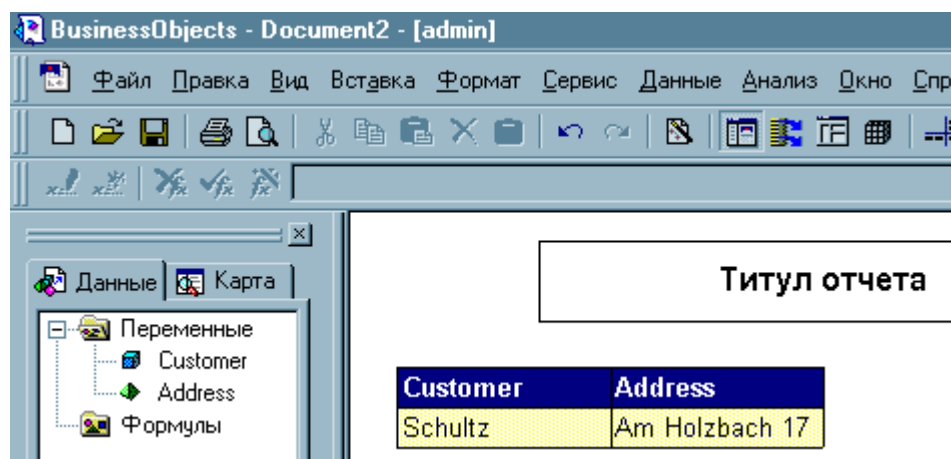 BusinessObjects - Document2 - [admin]
Файл Правка Вид Вставка Формат Сервис Данные Анализ Окно Спр
Данные Карта
Переменные
Customer
Address
Формулы
Титул отчета
Customer Address
Schultz Am Holzbach 17